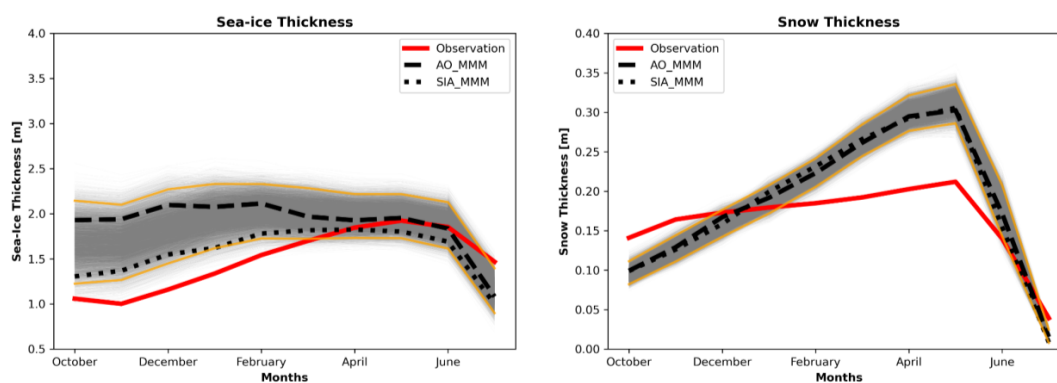 Sea-ice Thickness
4.0
3.5
3.0
2.5
2.0
1.5
1.0
0.5
Sea-ice Thickness [m]
Observation
AO_MMM
SIA_MMM
October December February April June
Months
Snow Thickness
0.40
0.35
0.30
0.25
0.20
0.15
0.10
0.05
0.00
Snow Thickness [m]
Observation
AO_MMM
SIA_MMM
October December February April June
Months